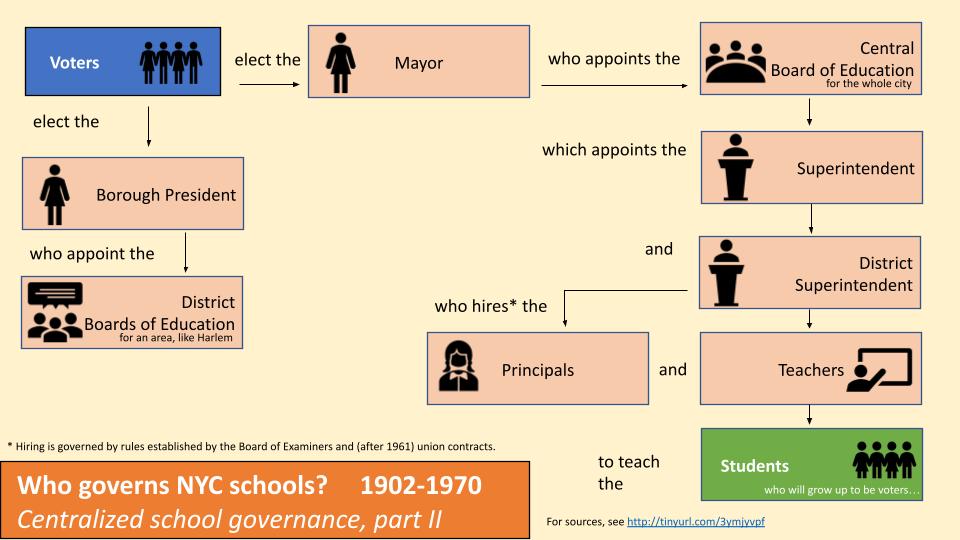 Voters
elect the
Mayor
who appoints the
Central
Board of Education
for the whole city
elect the
which appoints the
Superintendent
Borough President
who appoint the
and
District
Superintendent
District
Boards of Education
for an area, like Harlem
who hires* the
Principals
and
Teachers
* Hiring is governed by rules established by the Board of Examiners and (after 1961) union contracts.
to teach
the
Students
who will grow up to be voters…
Who governs NYC schools? 1902-1970
Centralized school governance, part II
For sources, see http://tinyurl.com/3ymjyvpf